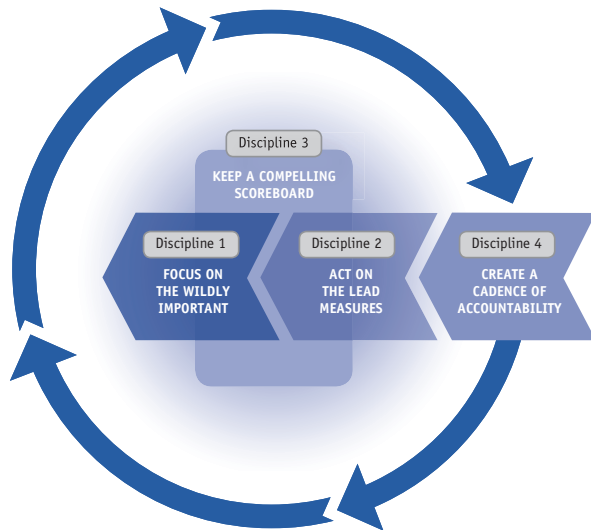 Discipline 3
KEEP A COMPELLING
SCOREBOARD
Discipline 1
FOCUS ON
THE WILDLY
IMPORTANT
Discipline 2
ACT ON
THE LEAD
MEASURES
Discipline 4
CREATE A
CADENCE OF
ACCOUNTABILITY